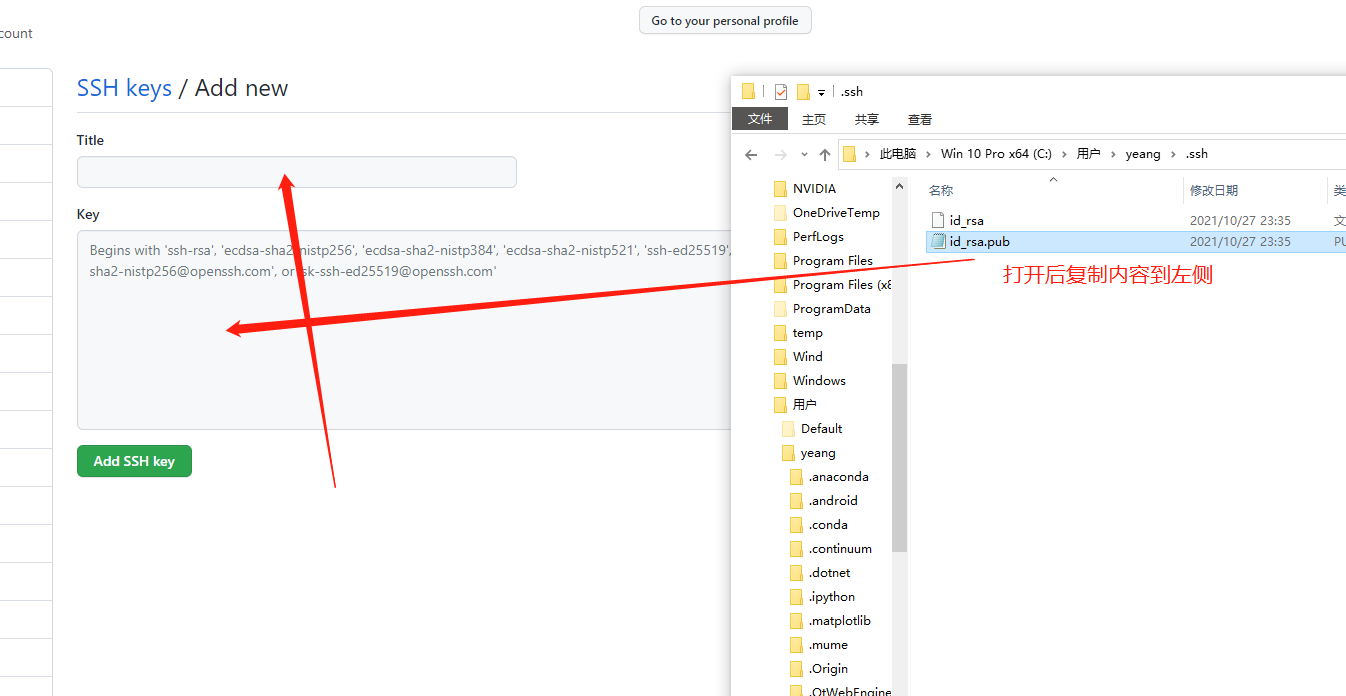 Go to your personal profile
count
SSH keys / Add new
Title
Key
Begins with 'ssh-rsa', 'ecdsa-sha2-nistp256', 'ecdsa-sha2-nistp384', 'ecdsa-sha2-nistp521', 'ssh-ed25519',
sha2-nistp256@openssh.com', or 'sk-ssh-ed25519@openssh.com'
Add SSH key
.ssh
文件 主页 共享 查看
此电脑 › Win 10 Pro x64 (C:) › 用户 › yeang › .ssh
NVIDIA
OneDriveTemp
PerfLogs
Program Files
Program Files (x8
ProgramData
temp
Wind
Windows
用户
Default
yeang
.anaconda
.android
.conda
.continuum
.dotnet
.ipython
.matplotlib
.mume
.Origin
.QtWebEngine
名称 修改日期 类
id_rsa 2021/10/27 23:35 文
id_rsa.pub 2021/10/27 23:35 PU
打开后复制内容到左侧